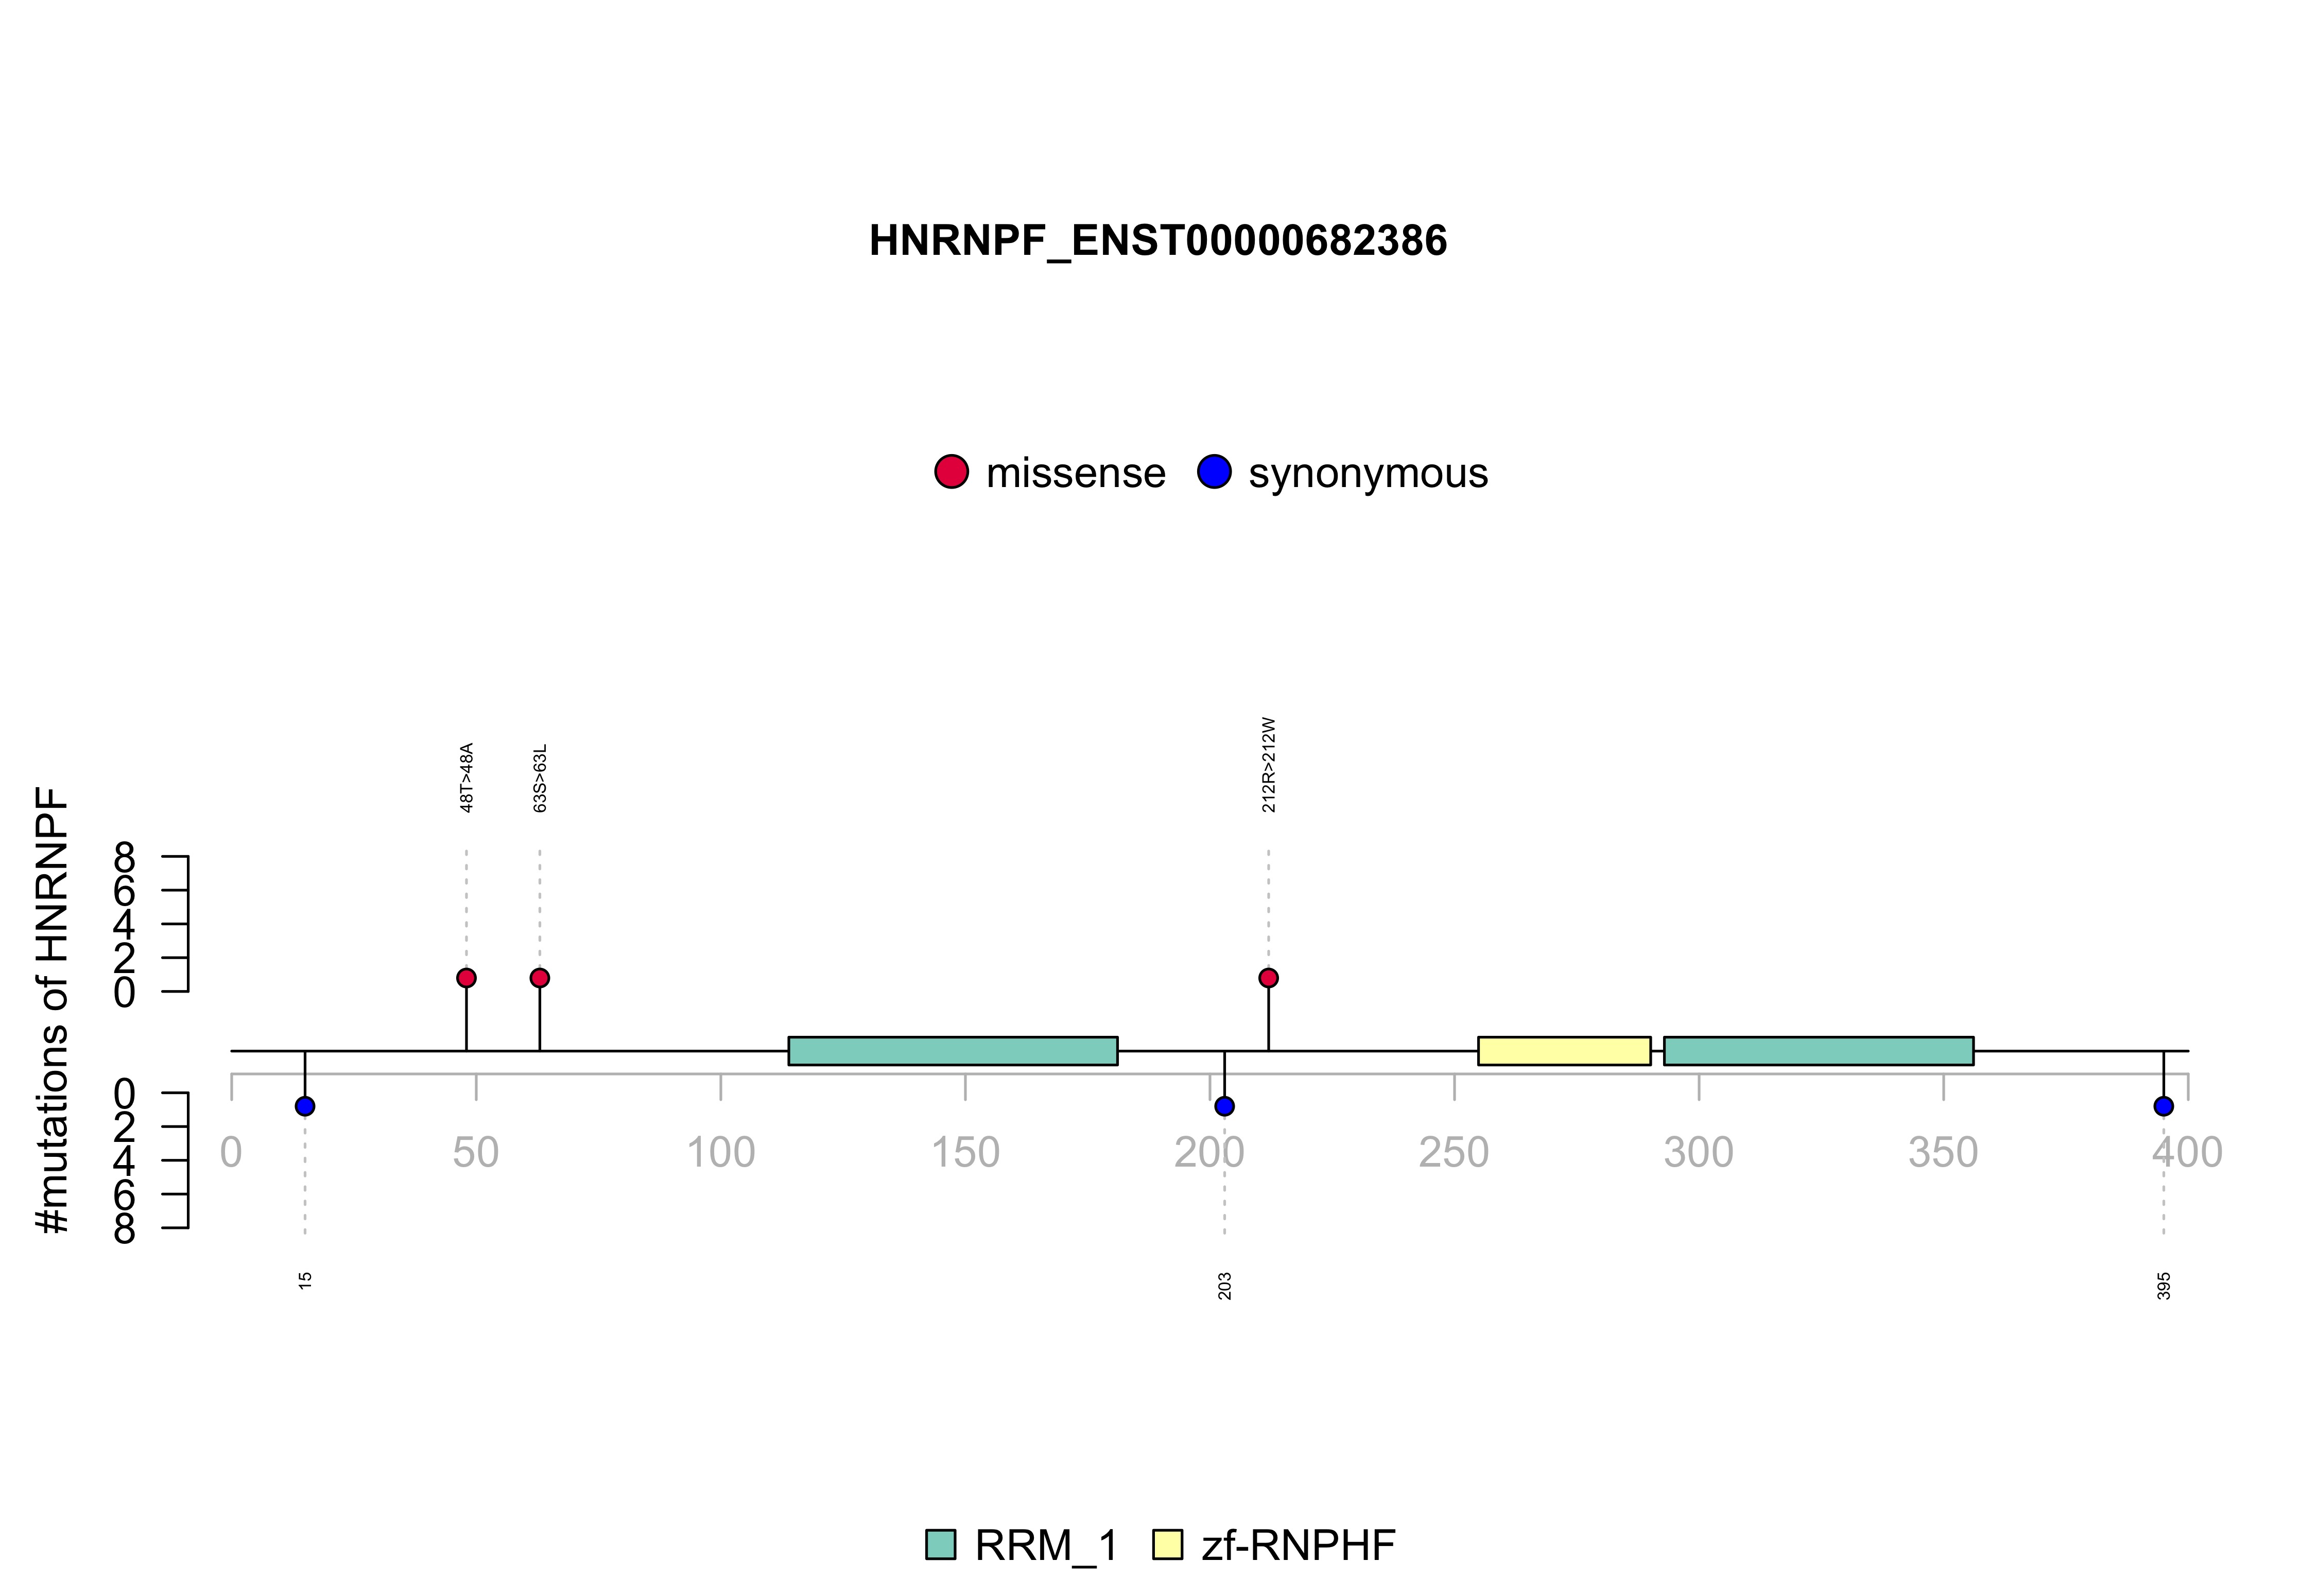 HNRNPF_ENST00000682386
missense synonymous
48T>48A 63S>63L 212R>212W
#mutations of HNRNPF
8
6
4
2
0
0
2
4
6
8
0 50 100 150 200 250 300 350 400
15 203 395
RRM_1 zf-RNPHF